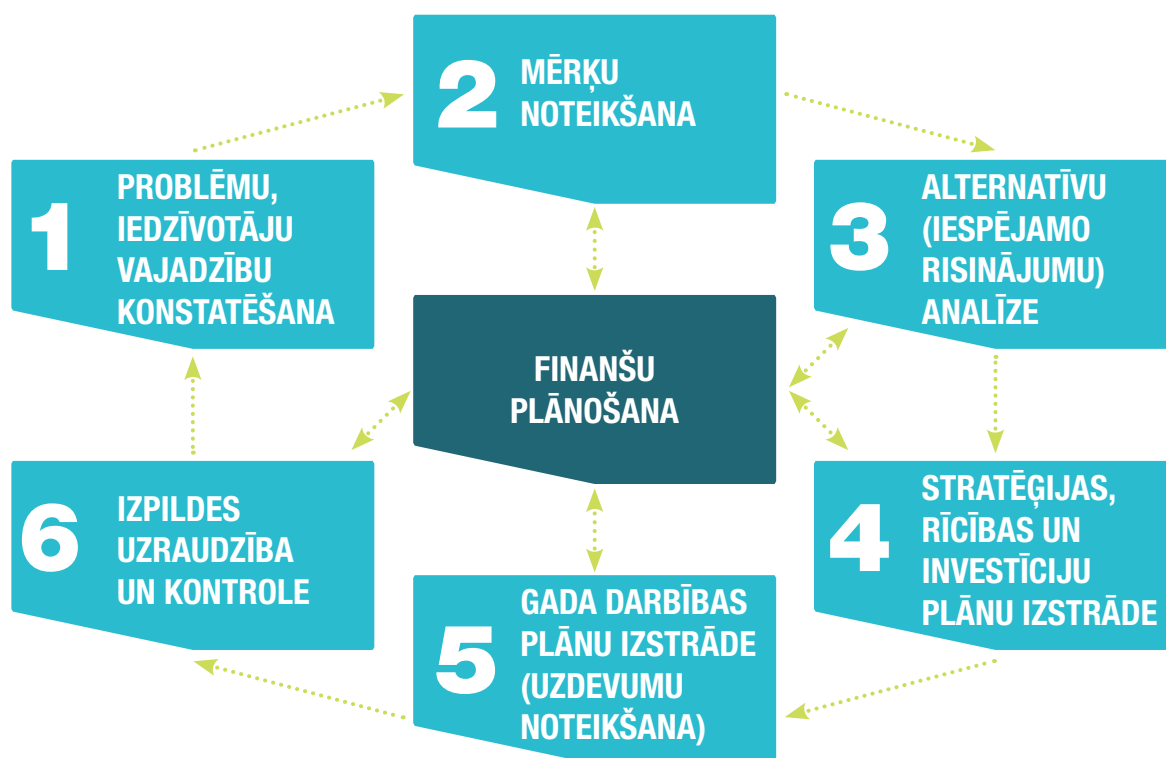 1
PROBLĒMU,
IEDZĪVOTĀJU
VAJADZĪBU
KONSTATĒŠANA
2
MĒRĶU
NOTEIKŠANA
3
ALTERNATĪVU
(IESPĒJAMO
RISINĀJUMU)
ANALĪZE
FINANŠU
PLĀNOŠANA
4
STRATĒĢIJAS,
RĪCĪBAS UN
INVESTĪCIJU
PLĀNU IZSTRĀDE
5
GADA DARBĪBAS
PLĀNU IZSTRĀDE
(UZDEVUMU
NOTEIKŠANA)
6
IZPILDES
UZRAUDZĪBA
UN KONTROLE